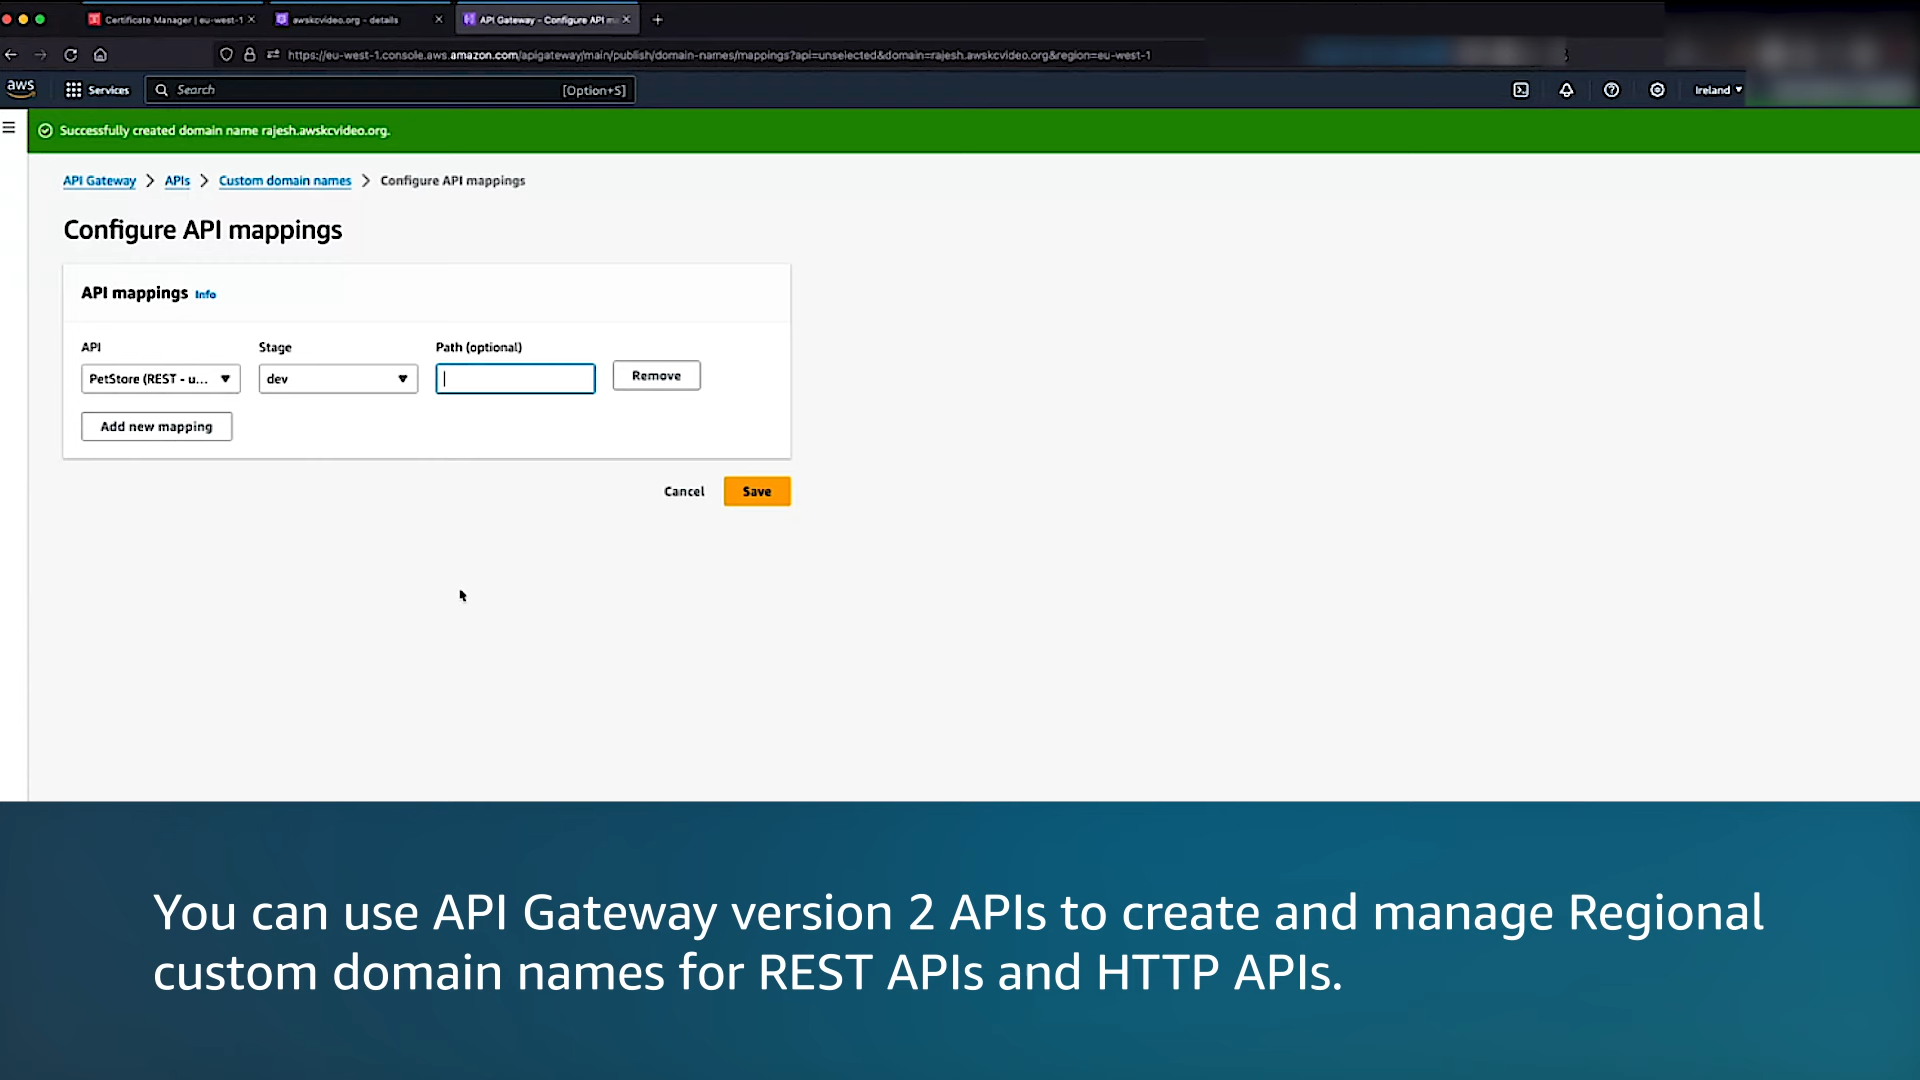 Certificate Manager | eu-west-1
awskcvideo.org - details
API Gateway - Configure API m
https://eu-west-1.console.aws.amazon.com/apigateway/main/publish/domain-names/mappings?api=unselected&domain=rajesh.awskcvideo.org&region=eu-west-1
aws
Services
Search
[Option+S]
Ireland
Successfully created domain name rajesh.awskcvideo.org.
API Gateway > APIs > Custom domain names > Configure API mappings
Configure API mappings
API mappings Info
API Stage Path (optional)
PetStore (REST - u... dev Remove
Add new mapping
Cancel Save
You can use API Gateway version 2 APIs to create and manage Regional
custom domain names for REST APIs and HTTP APIs.